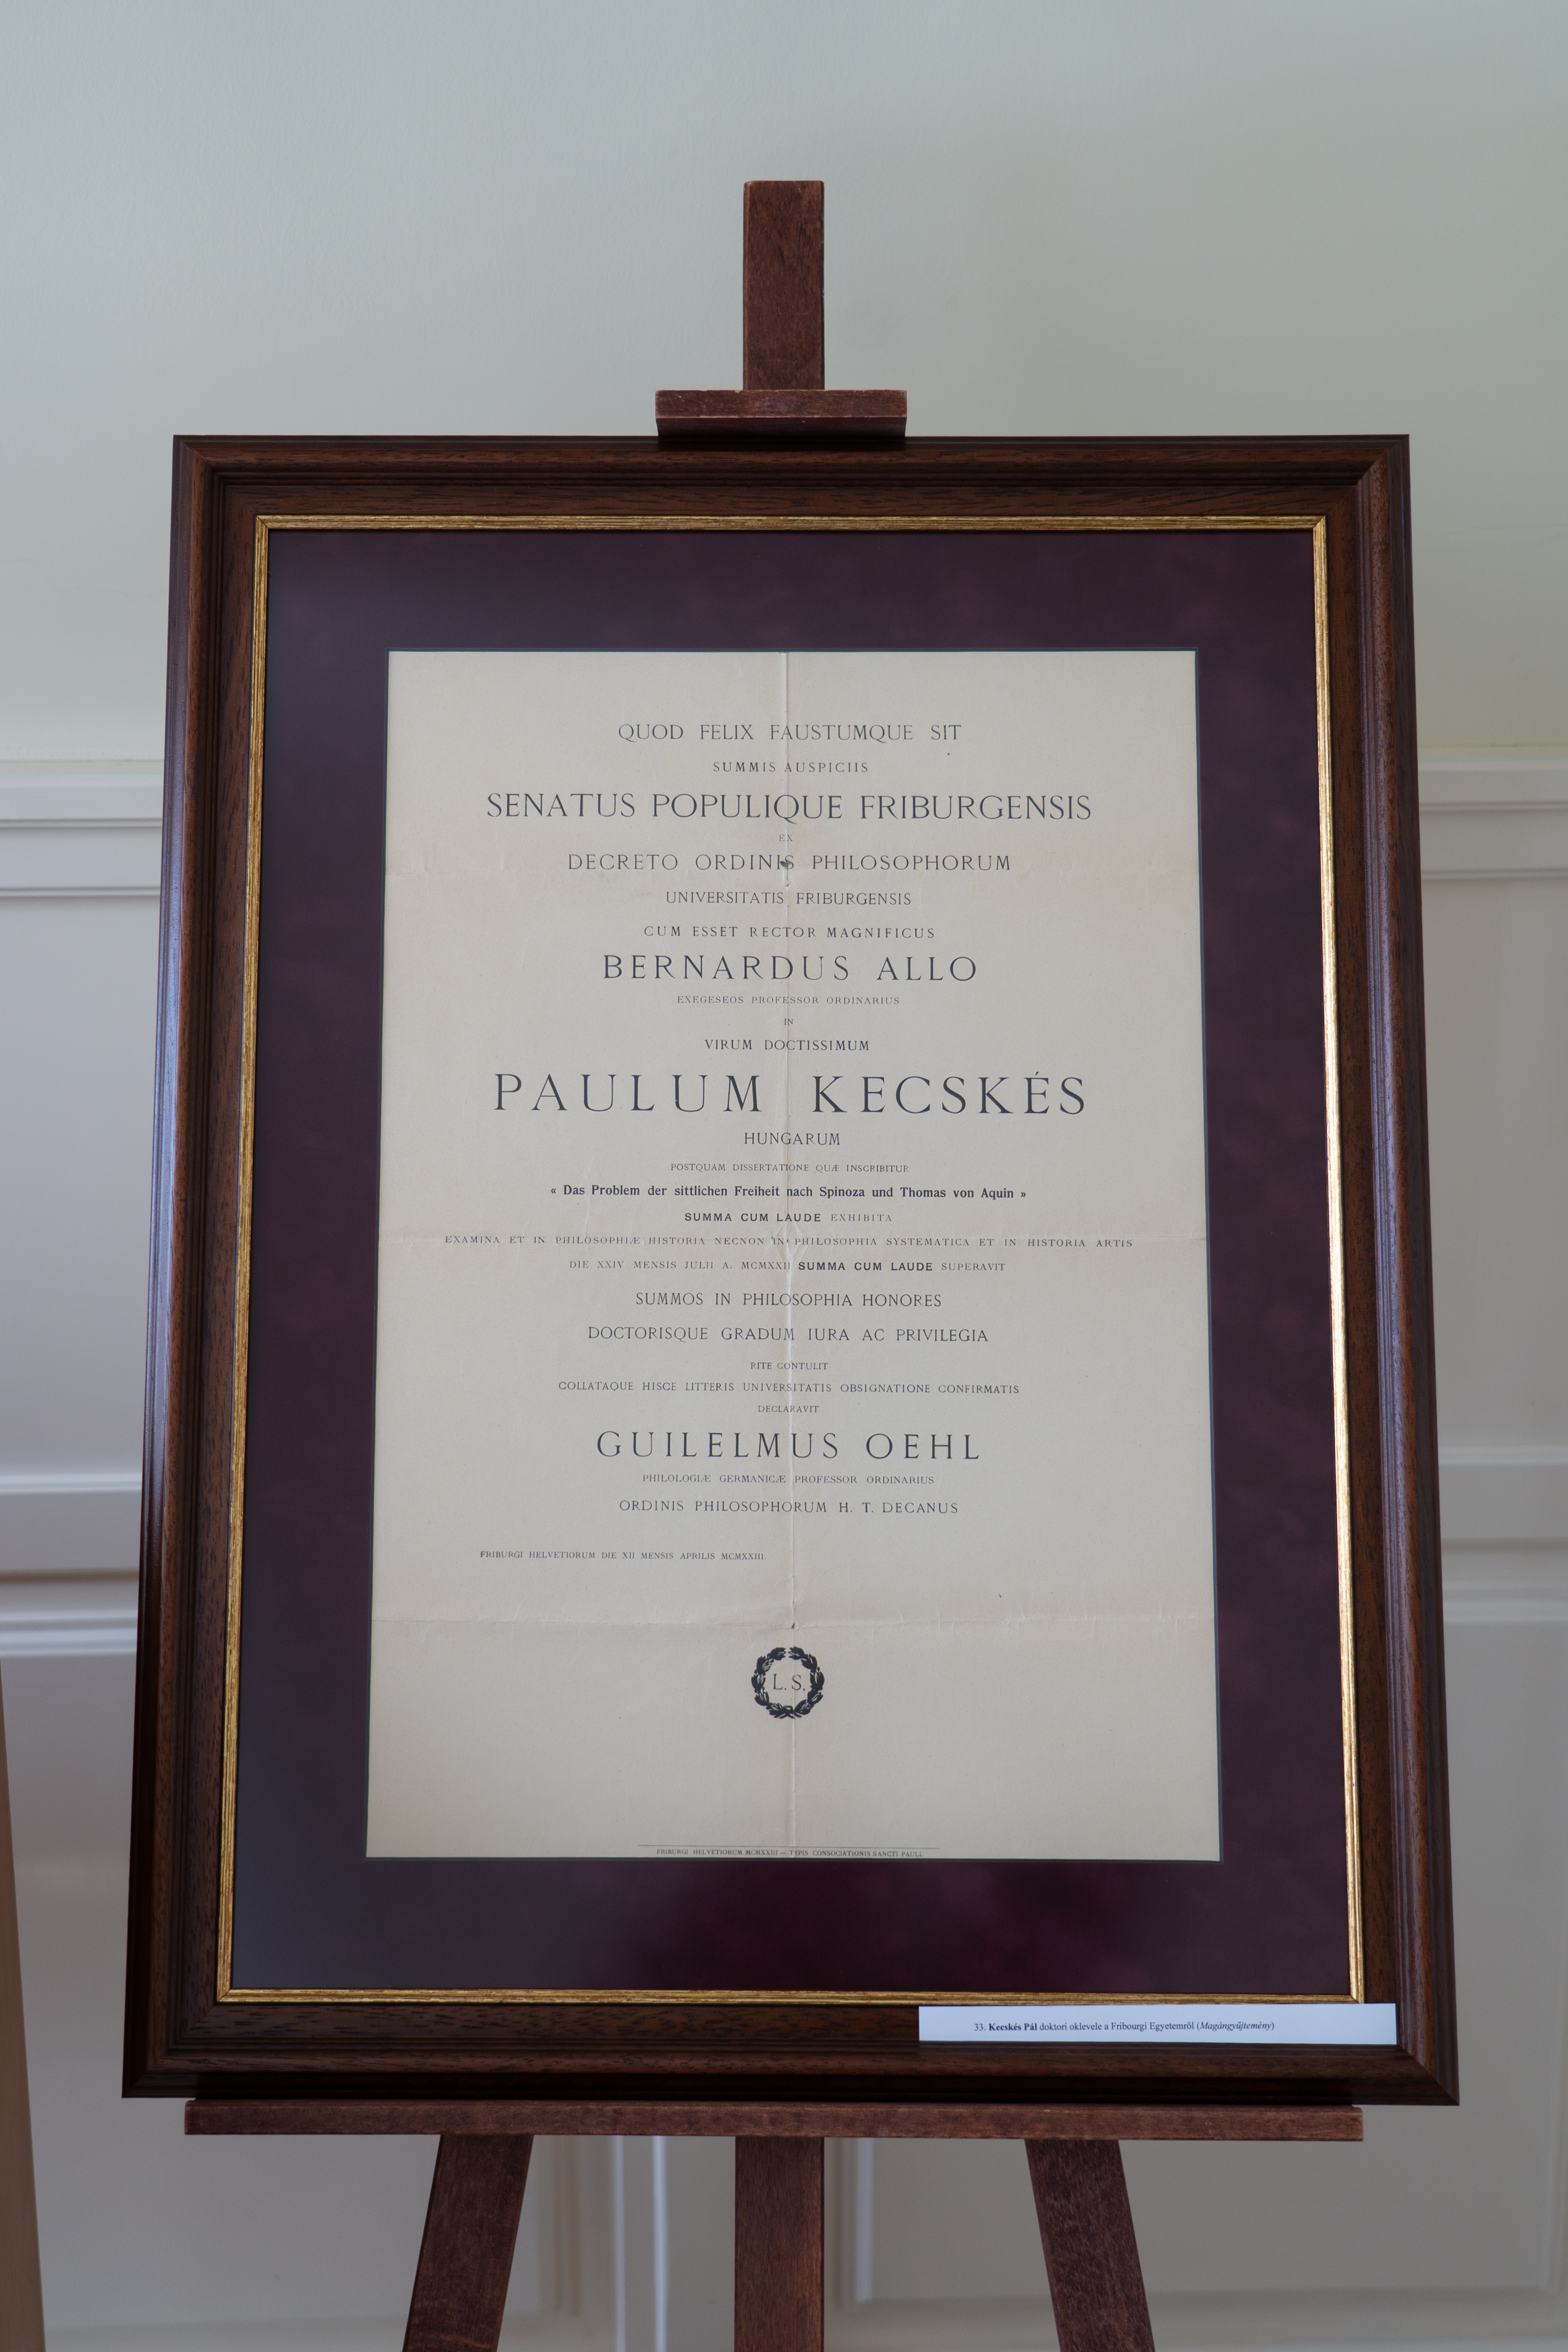 QUOD FELIX FAUSTUMQUE SIT
SUMMIS AUSPICIIS
SENATUS POPULIQUE FRIBURGENSIS
EX
DECRETO ORDINIS PHILOSOPHORUM
UNIVERSITATIS FRIBURGENSIS
CUM ESSET RECTOR MAGNIFICUS
BERNARDUS ALLO
EXEGESEOS PROFESSOR ORDINARIUS
IN
VIRUM DOCTISSIMUM
PAULUM KECSKÉS
HUNGARUM
POSTQUAM DISSERTATIONE QUÆ INSCRIBITUR
« Das Problem der sittlichen Freiheit nach Spinoza und Thomas von Aquin »
SUMMA CUM LAUDE EXHIBITA
EXAMINA ET IN PHILOSOPHIÆ HISTORIA NECNON IN PHILOSOPHIA SYSTEMATICA ET IN HISTORIA ARTIS
DIE XXIV MENSIS JULII A. MCMXXII SUMMA CUM LAUDE SUPERAVIT
SUMMOS IN PHILOSOPHIA HONORES
DOCTORISQUE GRADUM IURA AC PRIVILEGIA
RITE CONTULIT
COLLATAQUE HISCE LITTERIS UNIVERSITATIS OBSIGNATIONE CONFIRMATIS
DECLARAVIT
GUILELMUS OEHL
PHILOLOGIÆ GERMANICÆ PROFESSOR ORDINARIUS
ORDINIS PHILOSOPHORUM H. T. DECANUS
FRIBURGI HELVETIORUM DIE XII MENSIS APRILIS MCMXXIII.
L. S.
FRIBURGI HELVETIORUM MCMXXIII — TYPIS CONSOCIATIONIS SANCTI PAULI.
33. Kecskés Pál doktori oklevele a Fribourgi Egyetemről (Magángyűjtemény)